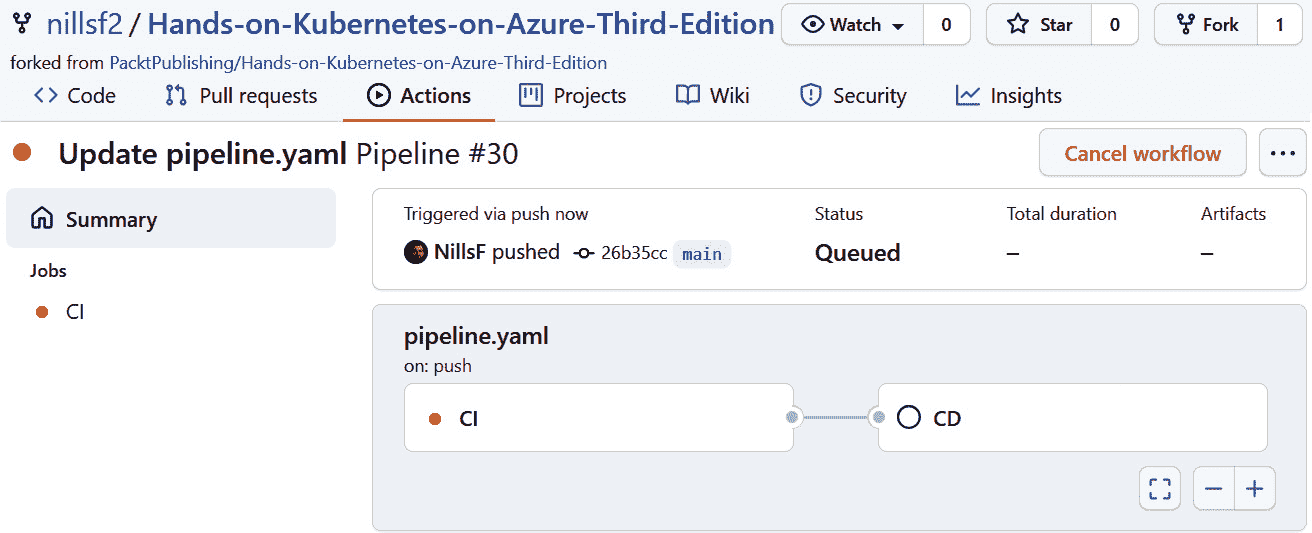 nillsf2 / Hands-on-Kubernetes-on-Azure-Third-Edition Watch 0 Star 0 Fork 1
forked from PacktPublishing/Hands-on-Kubernetes-on-Azure-Third-Edition
Code Pull requests Actions Projects Wiki Security Insights
Update pipeline.yaml Pipeline #30 Cancel workflow ...
Summary
Jobs
CI
Triggered via push now Status Total duration Artifacts
NillsF pushed 26b35cc main Queued – –
pipeline.yaml
on: push
CI CD
− +